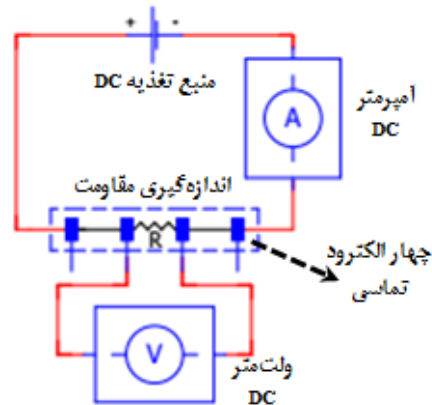 + -
منبع تغذیه DC
آمپرمتر
DC
A
اندازه‌گیری مقاومت
R
چهار الکترود
تماسی
V
ولت‌متر
DC